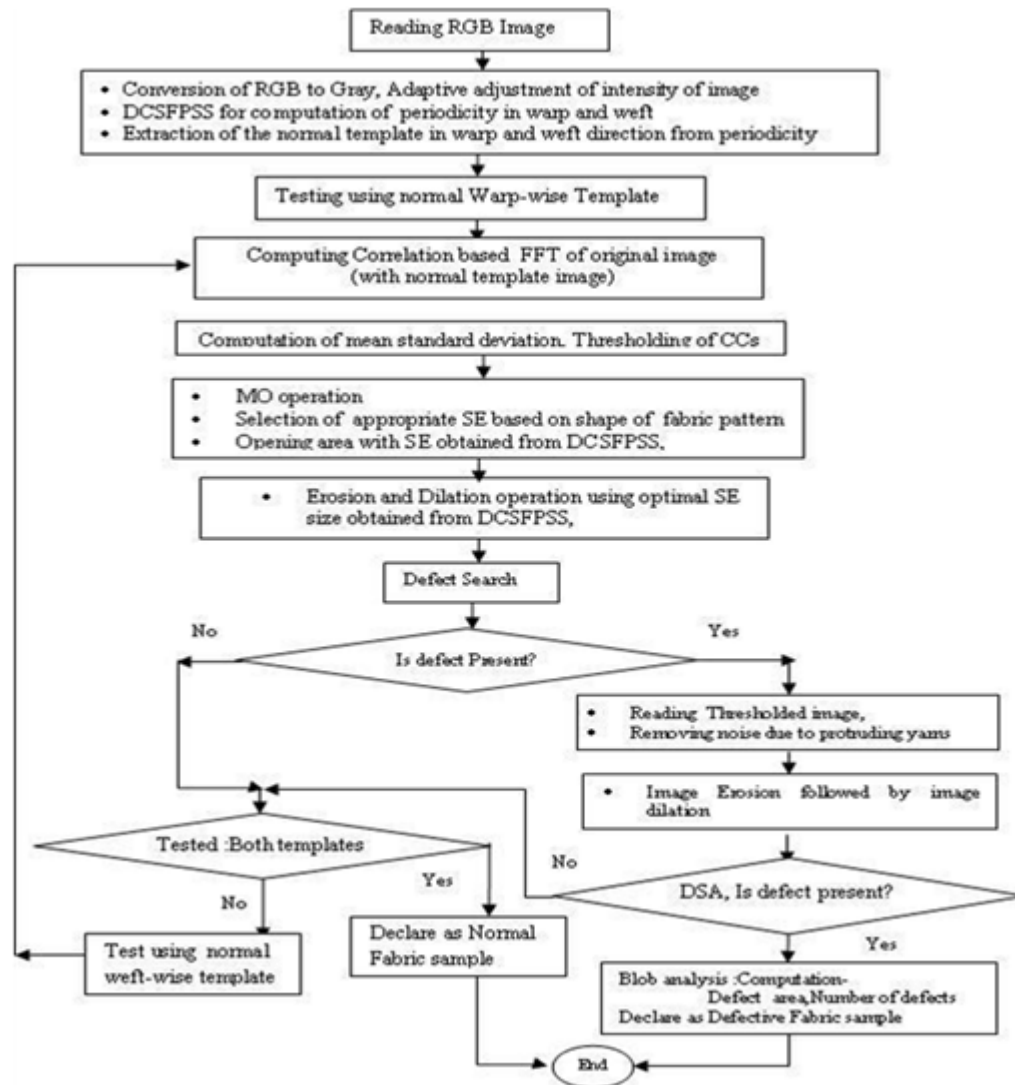 Reading RGB Image
• Conversion of RGB to Gray, Adaptive adjustment of intensity of image
• DCSFPSS for computation of periodicity in warp and weft
• Extraction of the normal template in warp and weft direction from periodicity
Testing using normal Warp-wise Template
Computing Correlation based FFT of original image
(with normal template image)
Computation of mean standard deviation. Thresholding of CCs
• MO operation
• Selection of appropriate SE based on shape of fabric pattern
• Opening area with SE obtained from DCSFPSS,
• Erosion and Dilation operation using optimal SE
size obtained from DCSFPSS,
Defect Search
No
Yes
Is defect Present?
• Reading Thresholded image,
• Removing noise due to protruding yarns
• Image Erosion followed by image
dilation
Tested :Both templates
No
Yes
No
DSA, Is defect present?
Yes
Test using normal
weft-wise template
Declare as Normal
Fabric sample
Blob analysis :Computation-
Defect area,Number of defects
Declare as Defective Fabric sample
End